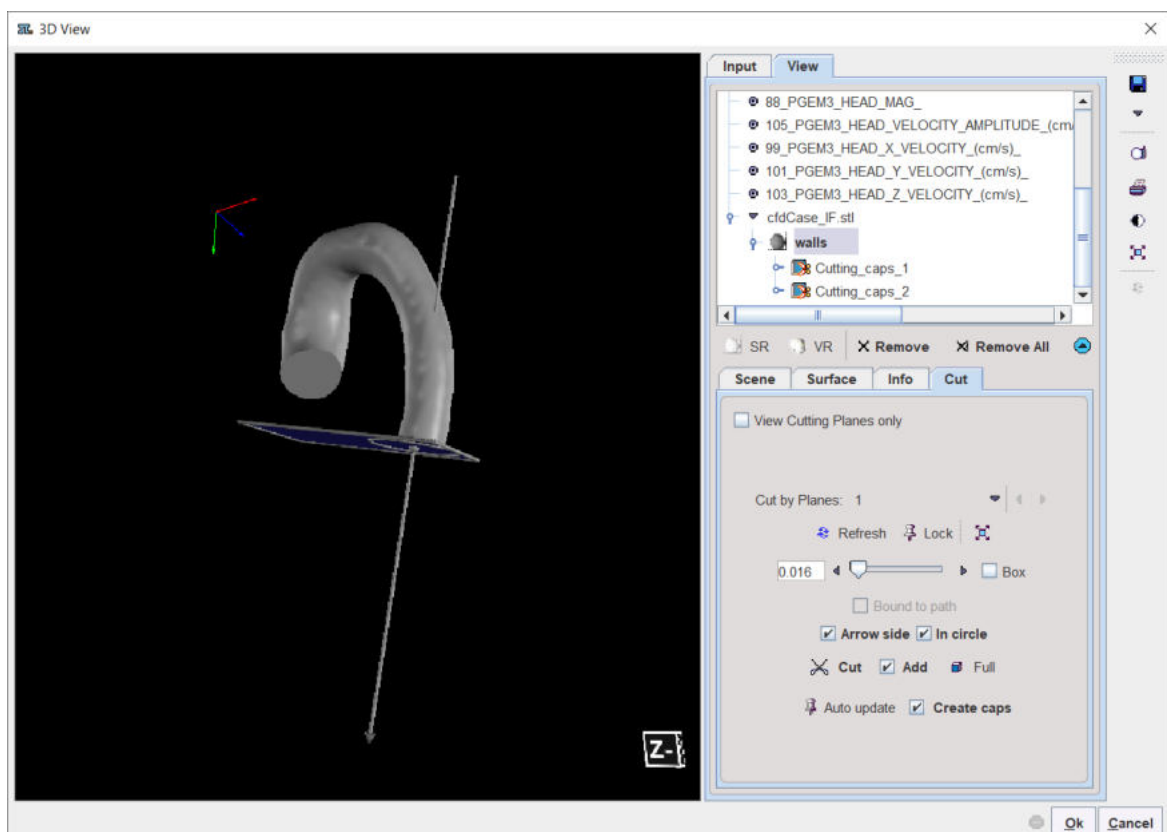 3D View
Input View
88_PGEM3_HEAD_MAG_
105_PGEM3_HEAD_VELOCITY_AMPLITUDE_(cm/
99_PGEM3_HEAD_X_VELOCITY_(cm/s)_
101_PGEM3_HEAD_Y_VELOCITY_(cm/s)_
103_PGEM3_HEAD_Z_VELOCITY_(cm/s)_
cfdCase_IF.stl
walls
Cutting_caps_1
Cutting_caps_2
SR VR Remove Remove All
Scene Surface Info Cut
View Cutting Planes only
Cut by Planes: 1
Refresh Lock
0.016 Box
Bound to path
Arrow side In circle
Cut Add Full
Auto update Create caps
Z-
Ok Cancel